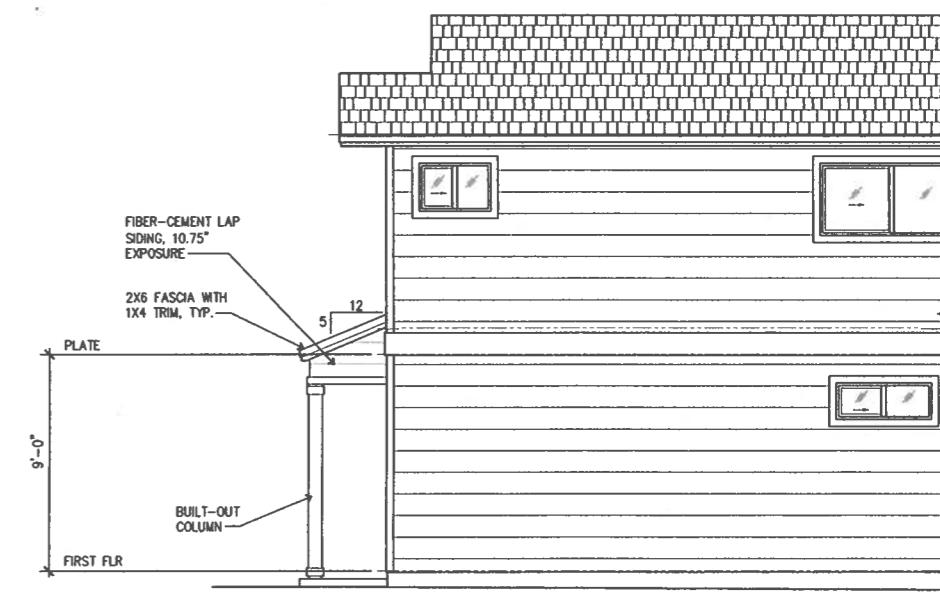 FIBER-CEMENT LAP
SIDING, 10.75"
EXPOSURE
2X6 FASCIA WITH
1X4 TRIM, TYP.
12
5
PLATE
9'-0"
BUILT-OUT
COLUMN
FIRST FLR